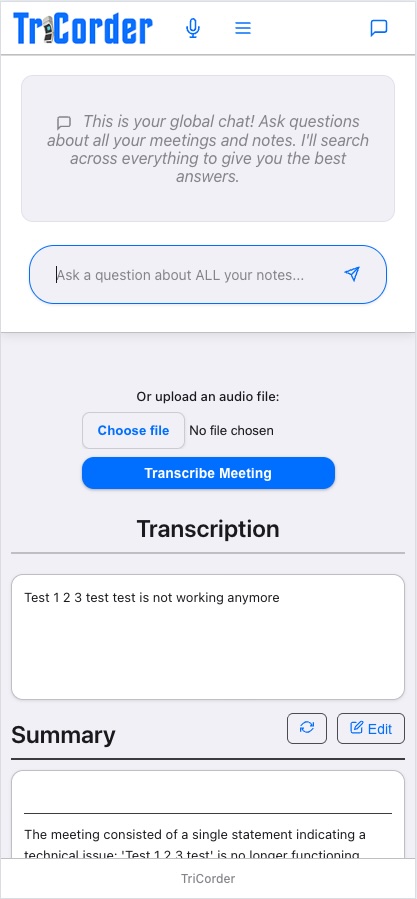 TriCorder
This is your global chat! Ask questions
about all your meetings and notes. I'll search
across everything to give you the best
answers.
Ask a question about ALL your notes...
Or upload an audio file:
Choose file No file chosen
Transcribe Meeting
Transcription
Test 1 2 3 test test is not working anymore
Summary
Edit
The meeting consisted of a single statement indicating a
technical issue: 'Test 1 2 3 test' is no longer functioning
TriCorder